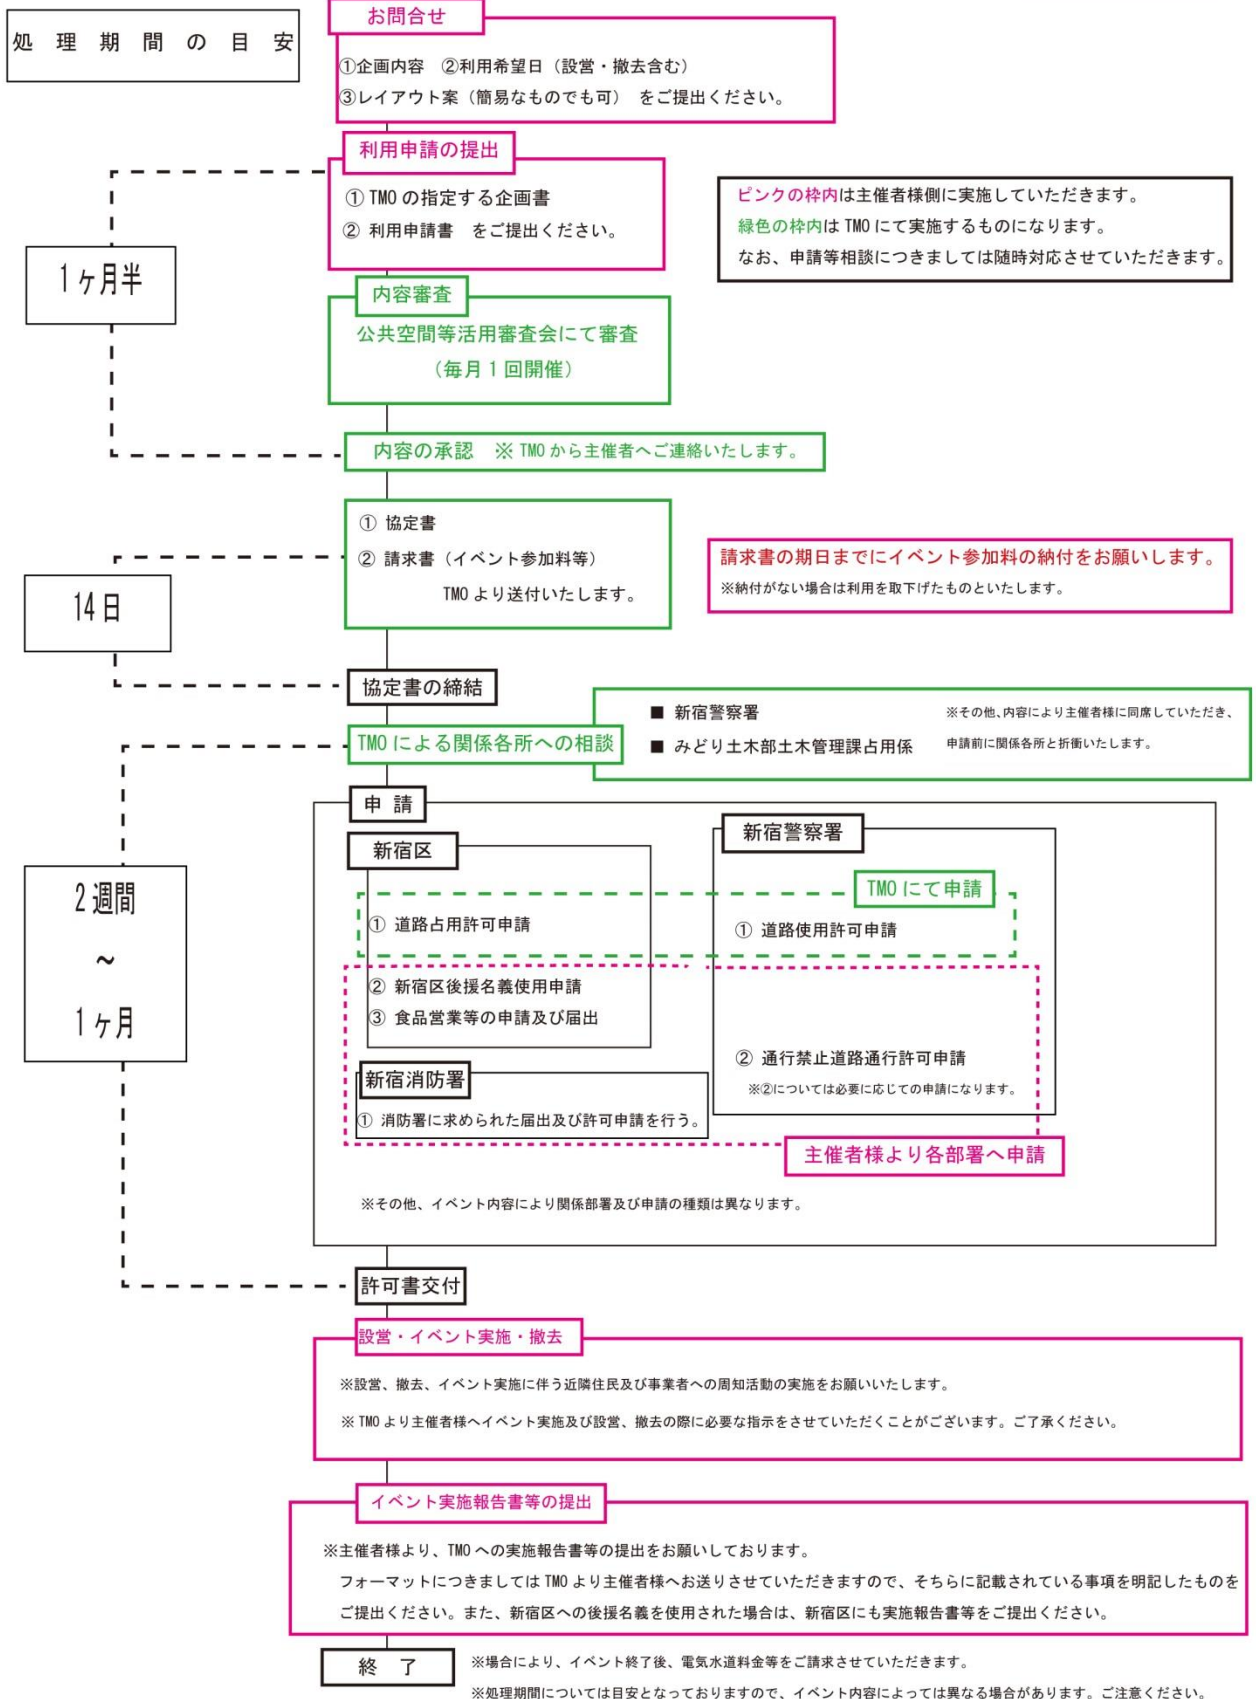 処理期間の目安
お問合せ
①企画内容 ②利用希望日（設営・撤去含む）
③レイアウト案（簡易なものでも可） をご提出ください。
利用申請の提出
① TMO の指定する企画書
② 利用申請書 をご提出ください。
ピンクの枠内は主催者様側に実施していただきます。
緑色の枠内は TMO にて実施するものになります。
なお、申請等相談につきましては随時対応させていただきます。
1ヶ月半
内容審査
公共空間等活用審査会にて審査
（毎月1回開催）
内容の承認 ※ TMO から主催者へご連絡いたします。
① 協定書
② 請求書（イベント参加料等）
TMO より送付いたします。
請求書の期日までにイベント参加料の納付をお願いします。
※納付がない場合は利用を取下げたものといたします。
14日
協定書の締結
TMO による関係各所への相談
■ 新宿警察署
■ みどり土木部土木管理課占用係
※その他、内容により主催者様に同席していただき、
申請前に関係各所と折衝いたします。
2週間
～
1ヶ月
申請
新宿区
新宿警察署
TMO にて申請
① 道路占用許可申請
① 道路使用許可申請
② 新宿区後援名義使用申請
③ 食品営業等の申請及び届出
② 通行禁止道路通行許可申請
※②については必要に応じての申請になります。
新宿消防署
① 消防署に求められた届出及び許可申請を行う。
主催者様より各部署へ申請
※その他、イベント内容により関係部署及び申請の種類は異なります。
許可書交付
設営・イベント実施・撤去
※設営、撤去、イベント実施に伴う近隣住民及び事業者への周知活動の実施をお願いいたします。
※ TMO より主催者様へイベント実施及び設営、撤去の際に必要な指示をさせていただくことがございます。ご了承ください。
イベント実施報告書等の提出
※主催者様より、TMO への実施報告書等の提出をお願いしております。
フォーマットにつきましては TMO より主催者様へお送りさせていただきますので、そちらに記載されている事項を明記したものを
ご提出ください。また、新宿区への後援名義を使用された場合は、新宿区にも実施報告書等をご提出ください。
終了
※場合により、イベント終了後、電気水道料金等をご請求させていただきます。
※処理期間については目安となっておりますので、イベント内容によっては異なる場合があります。ご注意ください。